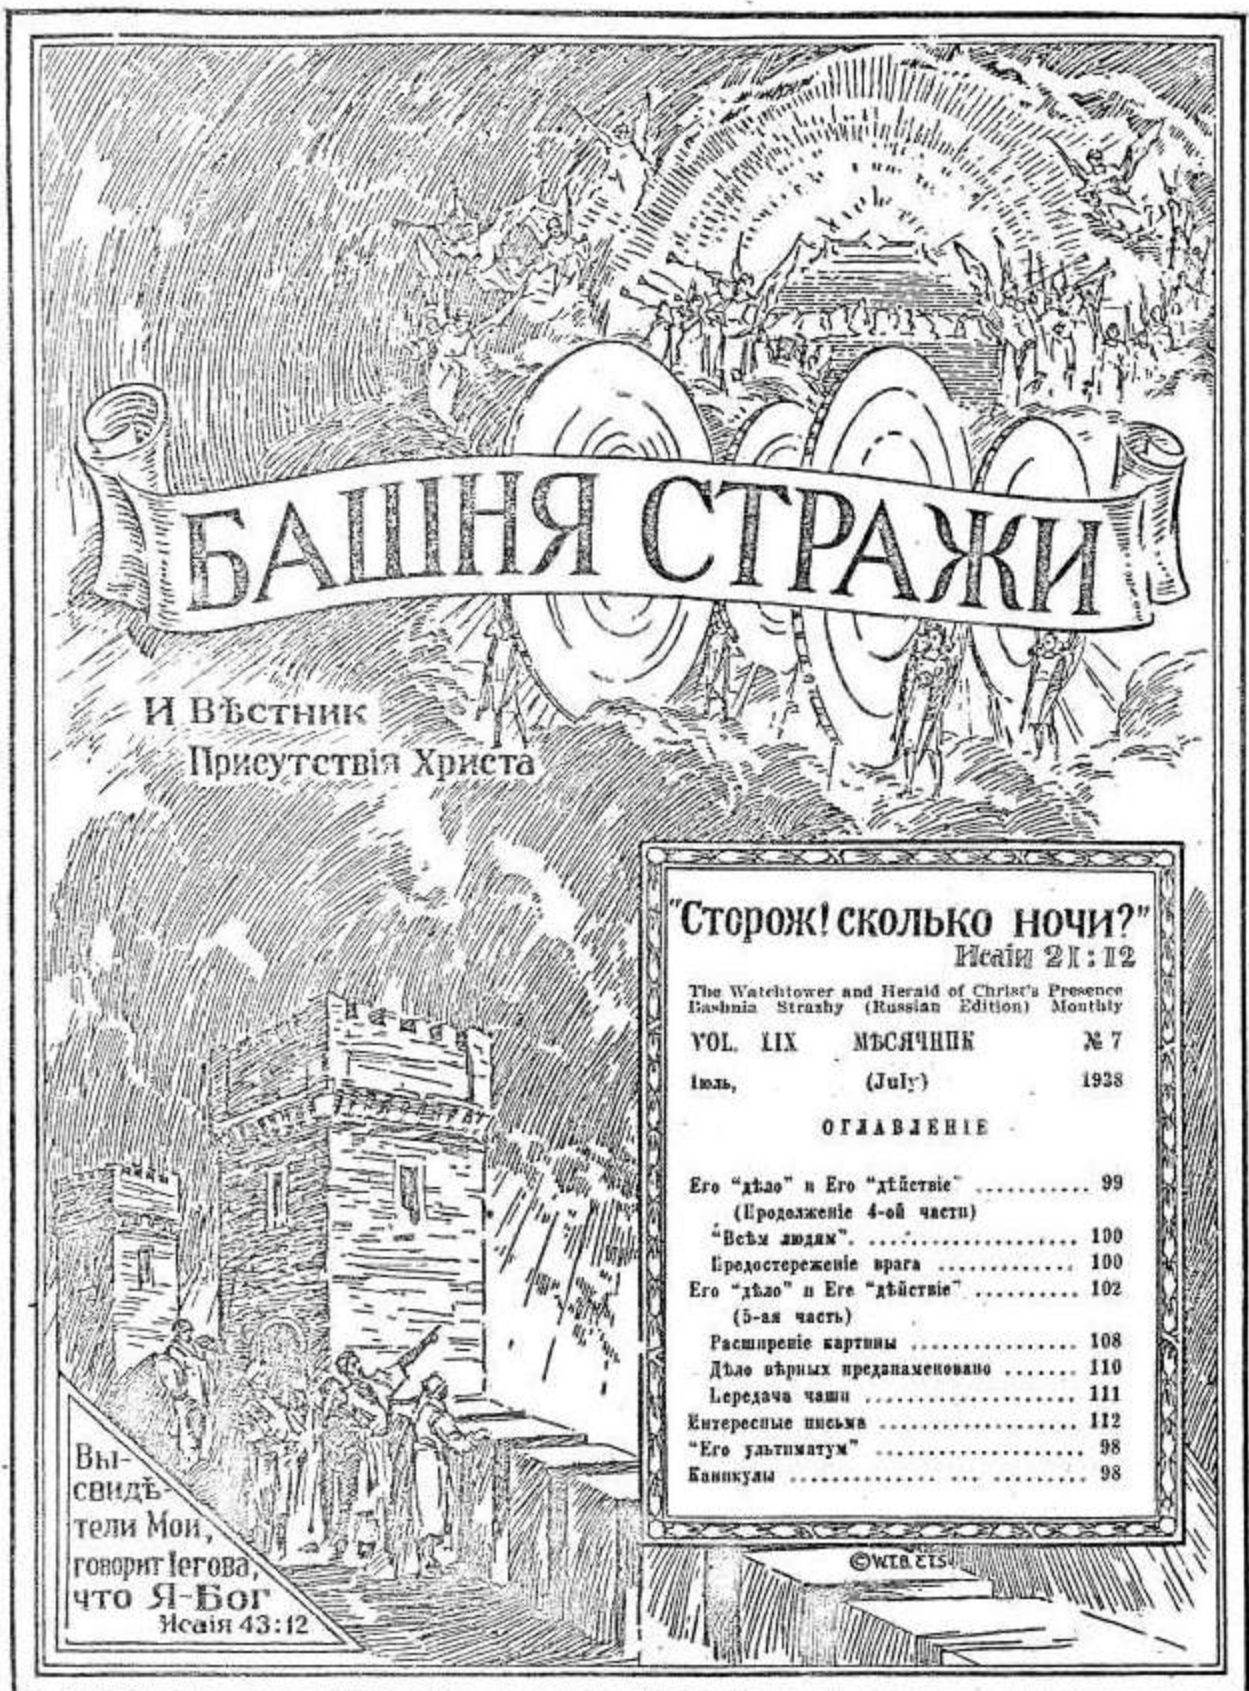 БАШНЯ СТРАЖИ
И Вѣстник
Присутствія Христа
"Сторож! сколько ночи?"
Исаіи 21:12
The Watchtower and Herald of Christ's Presence
Bashnia Strazhy (Russian Edition) Monthly
VOL. LIX МѢСЯЧНИК № 7
Іюль, (July) 1938
ОГЛАВЛЕНІЕ
Его "дѣло" и Его "дѣйствіе" ........... 99
(Продолженіе 4-ой части)
"Всѣм людям". ..................... 100
Предостереженіе врага ............. 100
Его "дѣло" и Его "дѣйствіе" ........... 102
(5-ая часть)
Расширеніе картины ................ 108
Дѣло вѣрных предзнаменовано ....... 110
Передача чаши ..................... 111
Интересные письма .................... 112
"Его ультиматум" ..................... 98
Каникулы .............. ... ......... 98
Вы-
свидѣ-
тели Мои,
говорит Іегова,
что Я-Бог
Исаія 43:12
©W.T.B. & T.S.